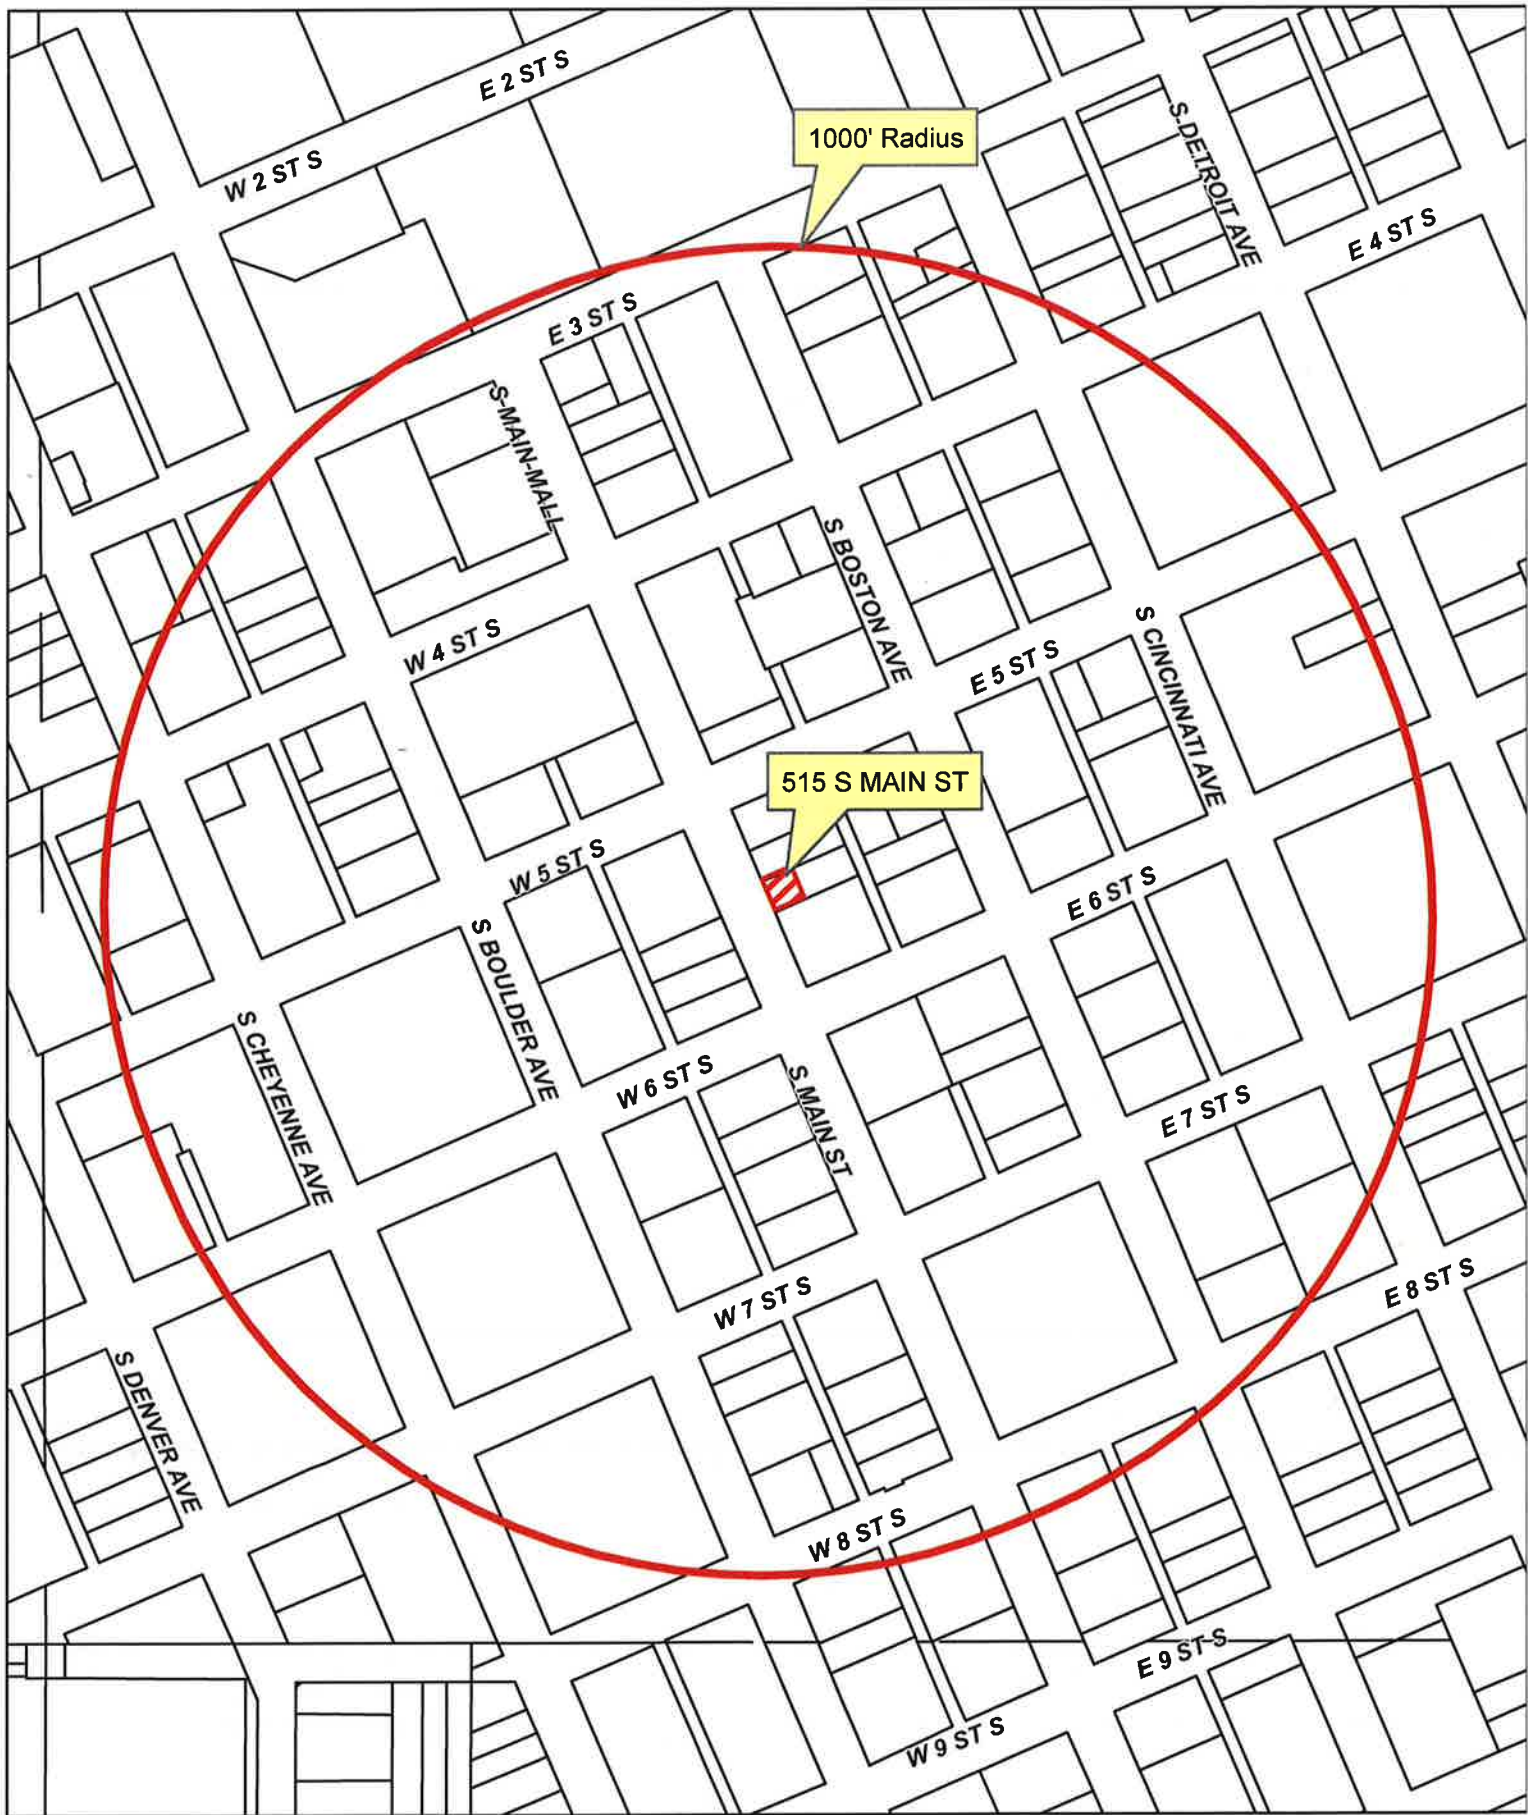 E 2 ST S
1000' Radius
S DETROIT AVE
W 2 ST S
E 4 ST S
E 3 ST S
S MAIN MALL
S BOSTON AVE
W 4 ST S
E 5 ST S
S CINCINNATI AVE
515 S MAIN ST
W 5 ST S
E 6 ST S
S BOULDER AVE
S CHEYENNE AVE
W 6 ST S
S MAIN ST
E 7 ST S
W 7 ST S
E 8 ST S
S DENVER AVE
W 8 ST S
E 9 ST S
W 9 ST S